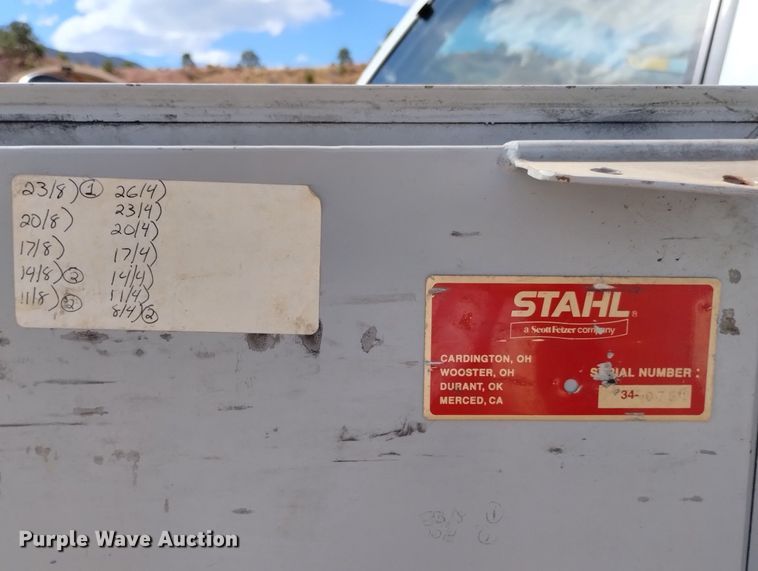 23/8) ①
20/8)
17/8)
14/8) ②
11/8) ②
26/4)
23/4)
20/4)
17/4)
14/4)
11/4)
8/4) ②
STAHL®
a Scott Fetzer company
CARDINGTON, OH
WOOSTER, OH
DURANT, OK
MERCED, CA
SERIAL NUMBER :
34-
Purple Wave Auction